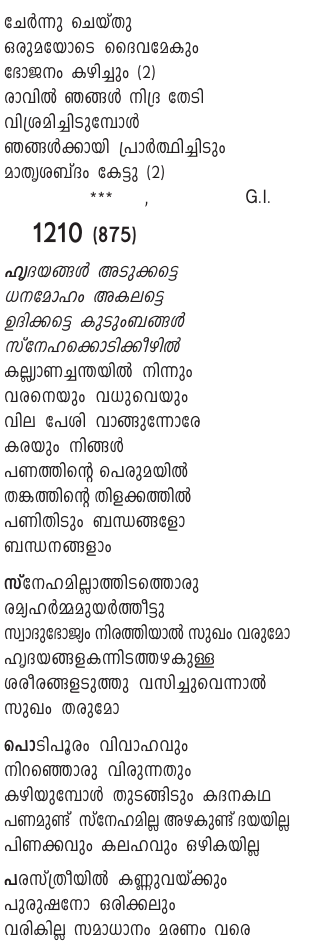 ചേർന്നു ചെയ്തു
ഒരുമയോടെ ദൈവമേകും
ഭോജനം കഴിച്ചും (2)
രാവിൽ ഞങ്ങൾ നിദ്ര തേടി
വിശ്രമിച്ചിടുമ്പോൾ
ഞങ്ങൾക്കായി പ്രാർത്ഥിച്ചിടും
മാതൃശബ്ദം കേട്ടു (2)
*** , G.I.
1210 (875)
ഹൃദയങ്ങൾ അടുക്കട്ടെ
ധനമോഹം അകലട്ടെ
ഉദിക്കട്ടെ കുടുംബങ്ങൾ
സ്നേഹക്കൊടിക്കീഴിൽ
കല്ല്യാണച്ചന്തയിൽ നിന്നും
വരനെയും വധുവെയും
വില പേശി വാങ്ങുന്നോരേ
കരയും നിങ്ങൾ
പണത്തിന്റെ പെരുമയിൽ
തങ്കത്തിന്റെ തിളക്കത്തിൽ
പണിതിടും ബന്ധങ്ങളോ
ബന്ധനങ്ങളാം
സ്നേഹമില്ലാത്തിടത്തൊരു
രമ്യഹർമ്മമുയർത്തീട്ടു
സ്വാദുഭോജ്യം നിരത്തിയാൽ സുഖം വരുമോ
ഹൃദയങ്ങളകന്നിടത്തഴകുള്ള
ശരീരങ്ങളടുത്തു വസിച്ചുവെന്നാൽ
സുഖം തരുമോ
പൊടിപൂരം വിവാഹവും
നിറഞ്ഞൊരു വിരുന്നതും
കഴിയുമ്പോൾ തുടങ്ങിടും കദനകഥ
പണമുണ്ട് സ്നേഹമില്ല അഴകുണ്ട് ദയയില്ല
പിണക്കവും കലഹവും ഒഴികയില്ല
പരസ്ത്രീയിൽ കണ്ണുവയ്ക്കും
പുരുഷനോ ഒരിക്കലും
വരികില്ല സമാധാനം മരണം വരെ